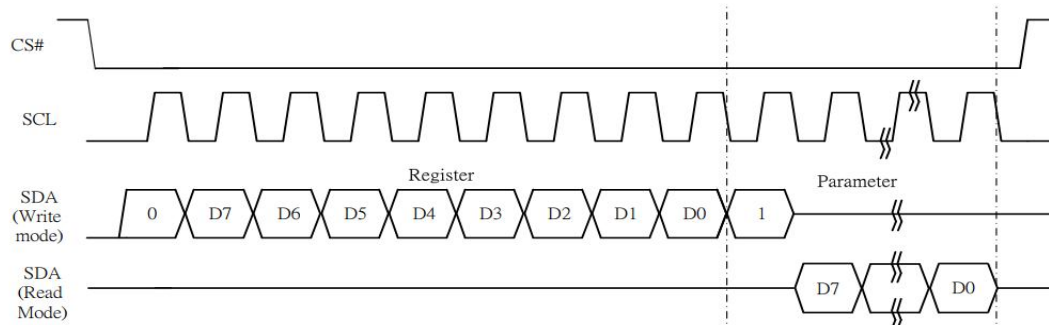 CS#
SCL
Register
Parameter
SDA
(Write
mode)
0 D7 D6 D5 D4 D3 D2 D1 D0 1
SDA
(Read
Mode)
D7 D0